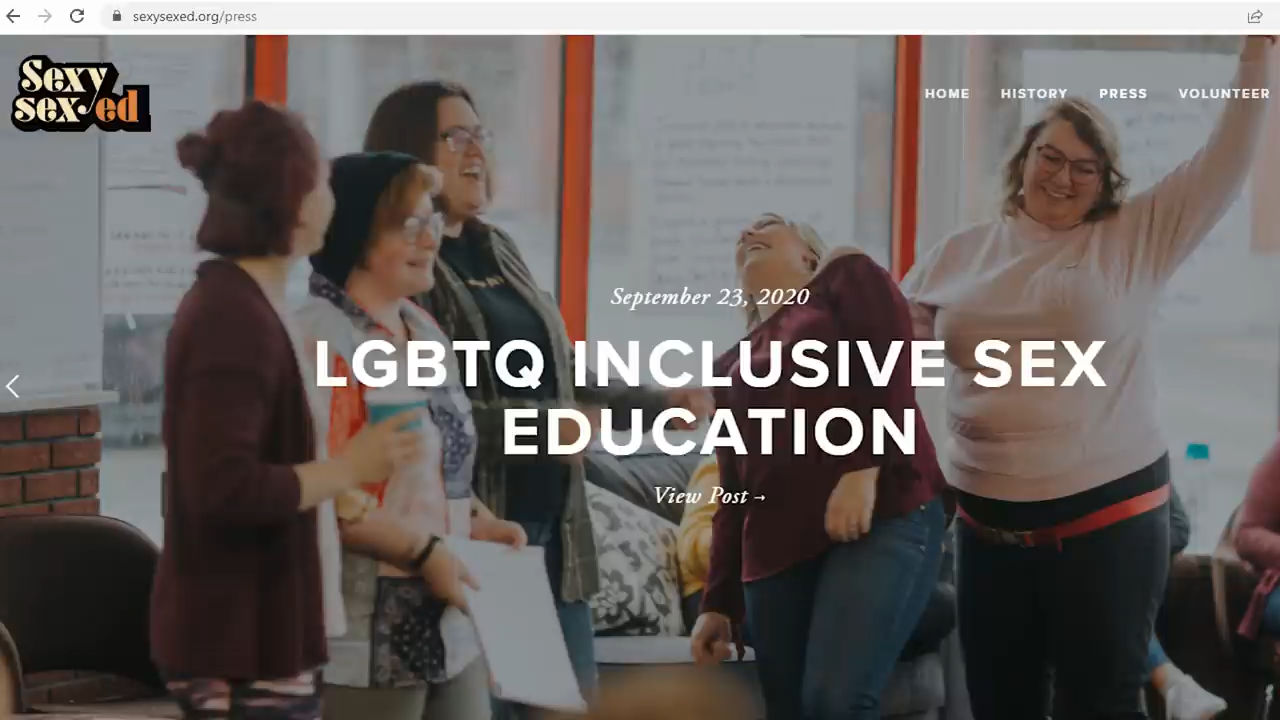 sexysexed.org/press
Sexy
sex-ed
HOME HISTORY PRESS VOLUNTEER
September 23, 2020
LGBTQ INCLUSIVE SEX
EDUCATION
View Post→